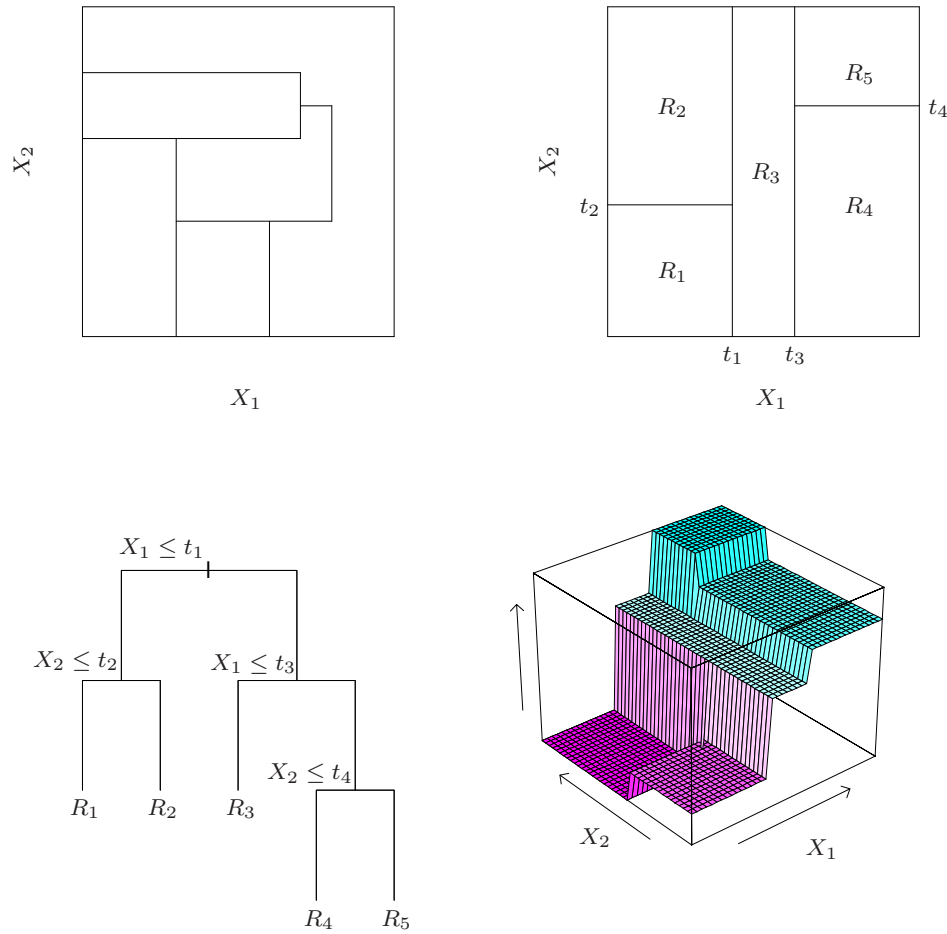 X₂
X₁
X₂
R₅
R₂
t₄
R₃
t₂
R₄
R₁
t₁
t₃
X₁
X₁ ≤ t₁
X₂ ≤ t₂
X₁ ≤ t₃
X₂ ≤ t₄
R₁
R₂
R₃
R₄
R₅
X₂
X₁